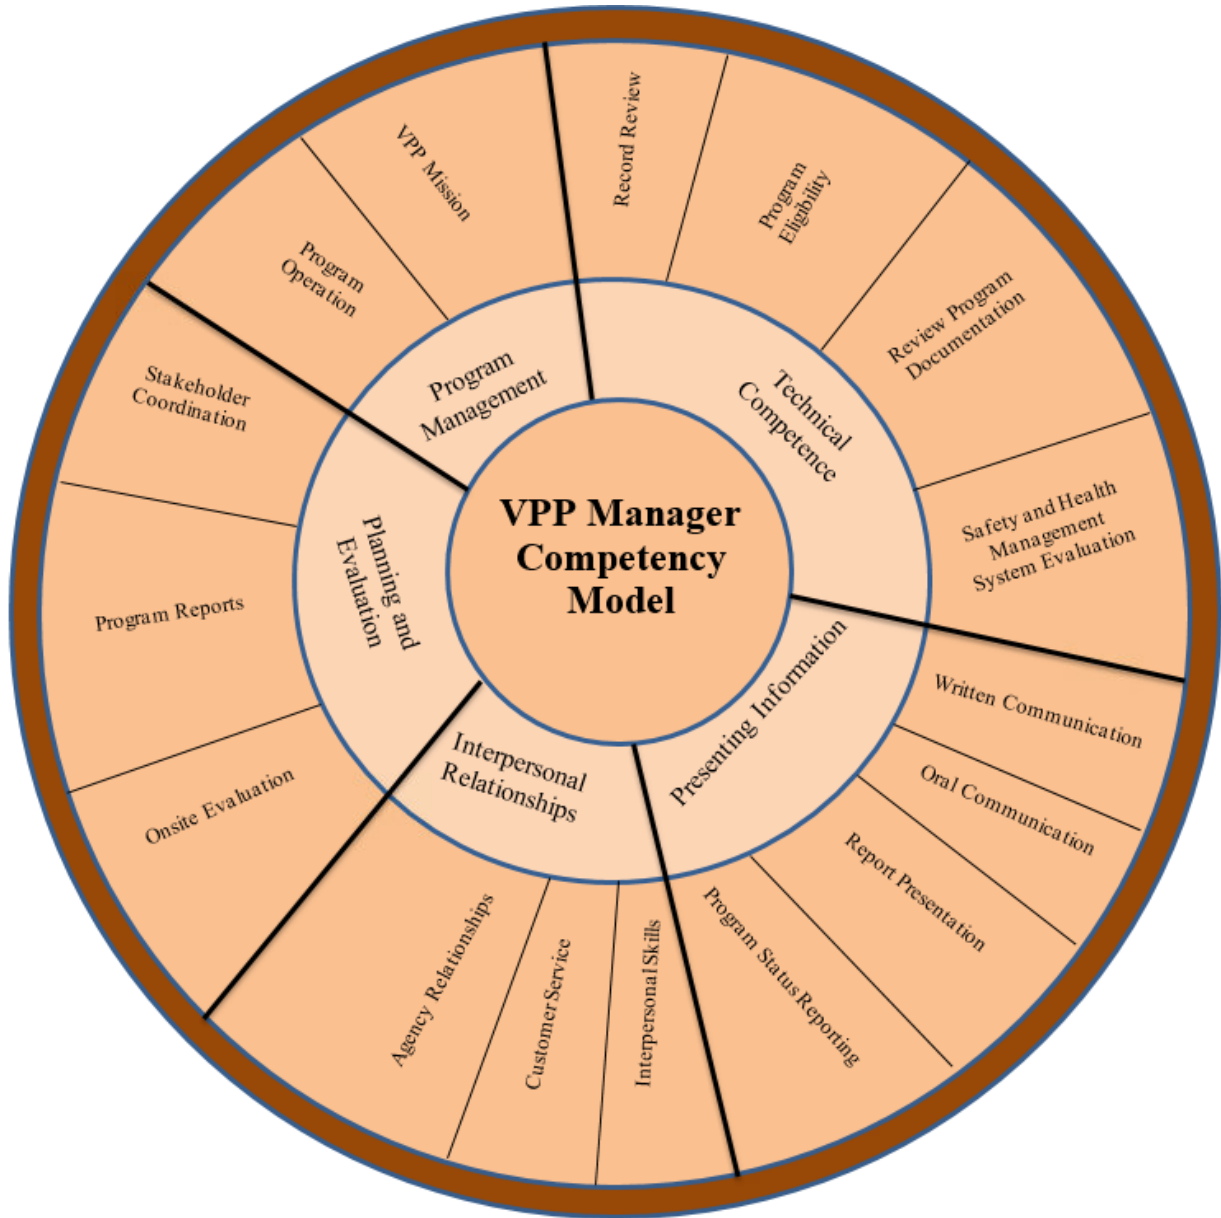 VPP Manager
Competency
Model
Technical
Competence
Presenting Information
Interpersonal
Relationships
Planning and
Evaluation
Program
Management
Record Review
Program
Eligibility
Review Program
Documentation
Safety and Health
Management
System Evaluation
Written Communication
Oral Communication
Report Presentation
Program Status Reporting
Interpersonal Skills
Customer Service
Agency Relationships
Onsite Evaluation
Program Reports
Stakeholder
Coordination
Program
Operation
VPP Mission